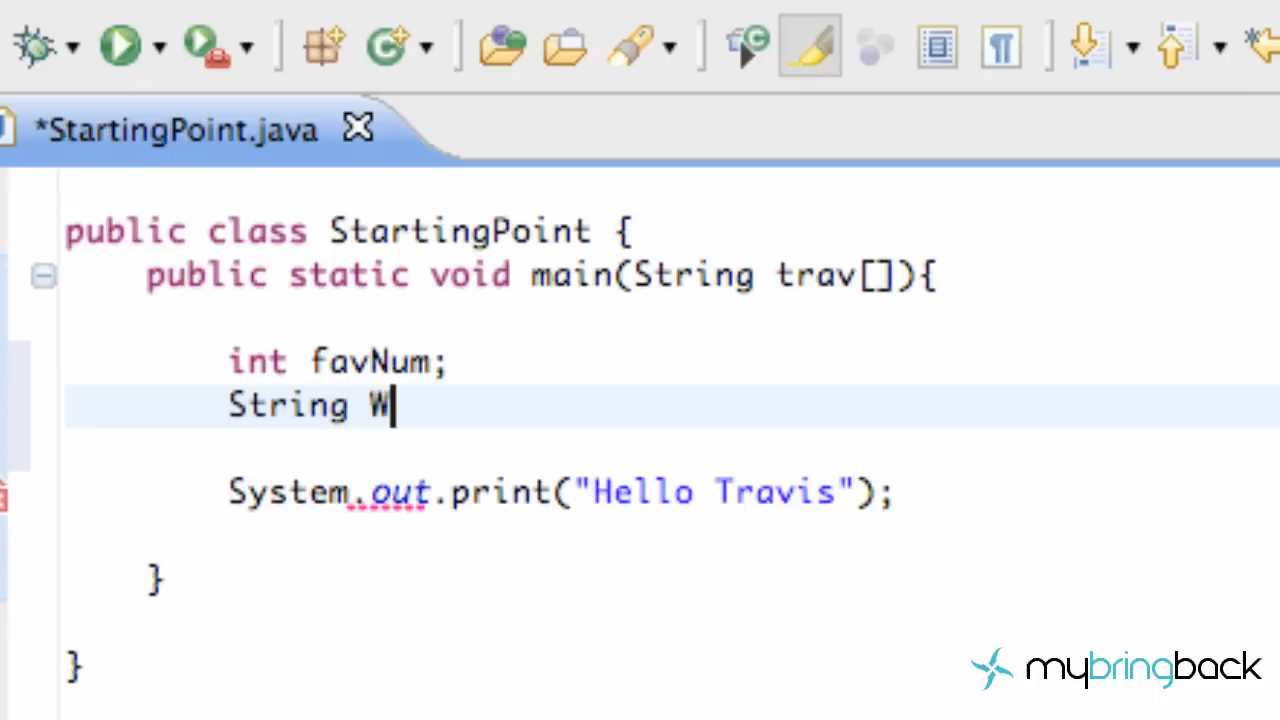 *StartingPoint.java
public class StartingPoint {
public static void main(String trav[]){
int favNum;
String W
System.out.print("Hello Travis");
}
}
mybringback